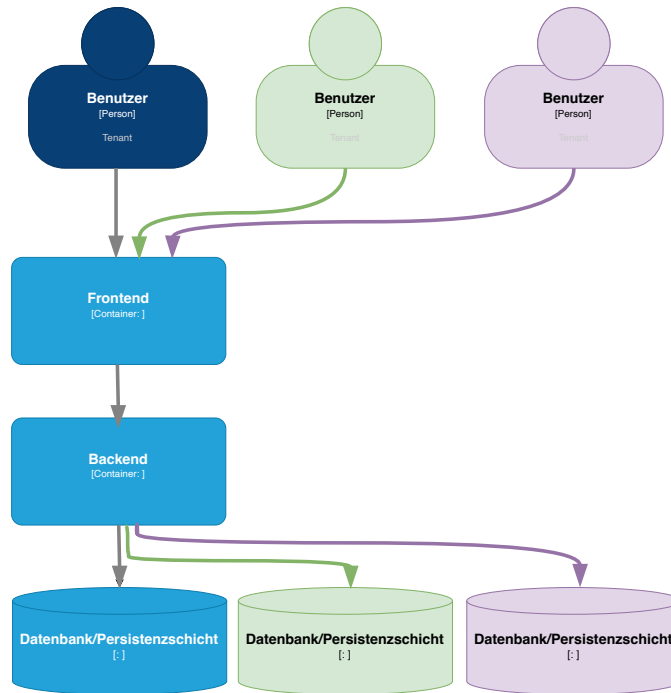 Benutzer
[Person]
Tenant
Benutzer
[Person]
Tenant
Benutzer
[Person]
Tenant
Frontend
[Container: ]
Backend
[Container: ]
Datenbank/Persistenzschicht
[: ]
Datenbank/Persistenzschicht
[: ]
Datenbank/Persistenzschicht
[: ]